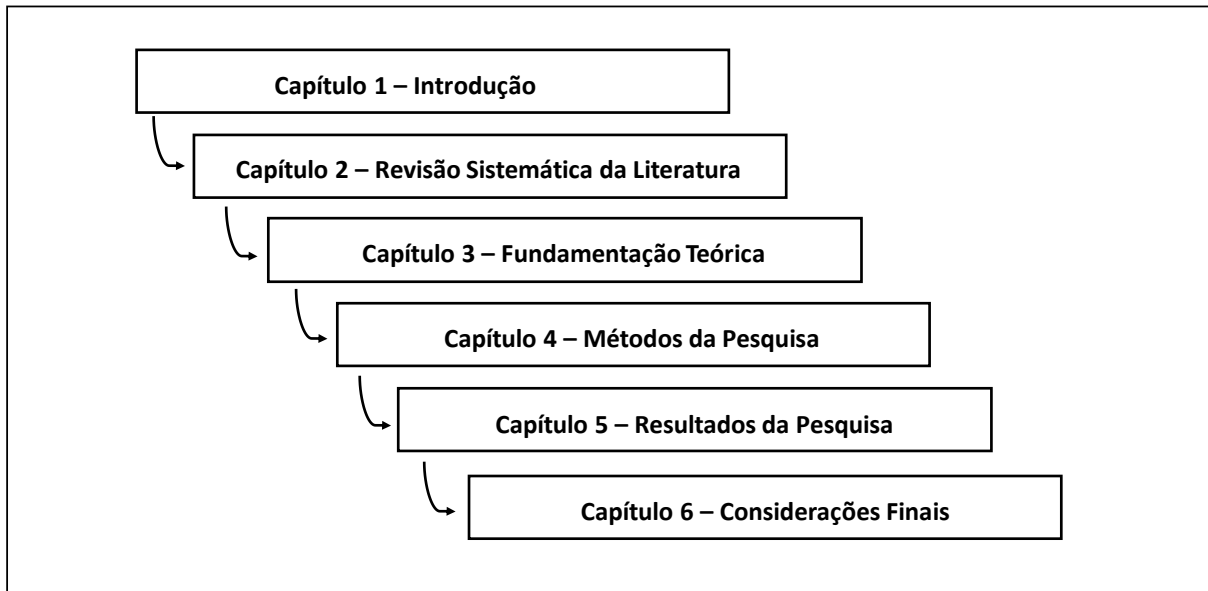 Capítulo 1 – Introdução
Capítulo 2 – Revisão Sistemática da Literatura
Capítulo 3 – Fundamentação Teórica
Capítulo 4 – Métodos da Pesquisa
Capítulo 5 – Resultados da Pesquisa
Capítulo 6 – Considerações Finais